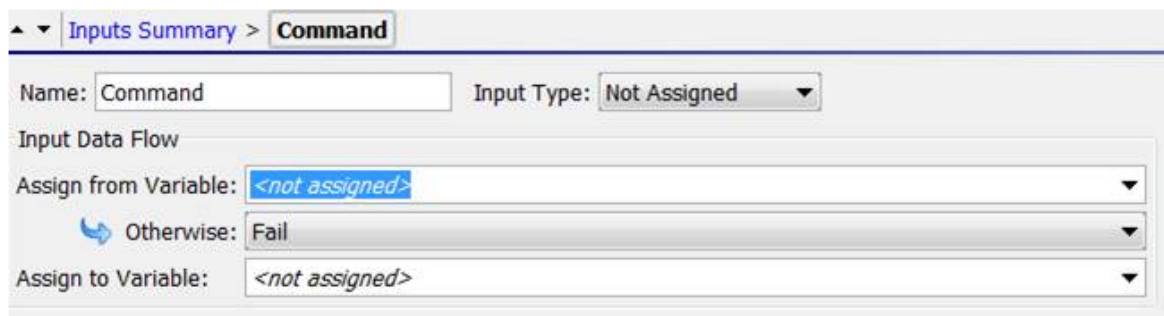 Inputs Summary > Command
Name: Command Input Type: Not Assigned
Input Data Flow
Assign from Variable: <not assigned>
Otherwise: Fail
Assign to Variable: <not assigned>